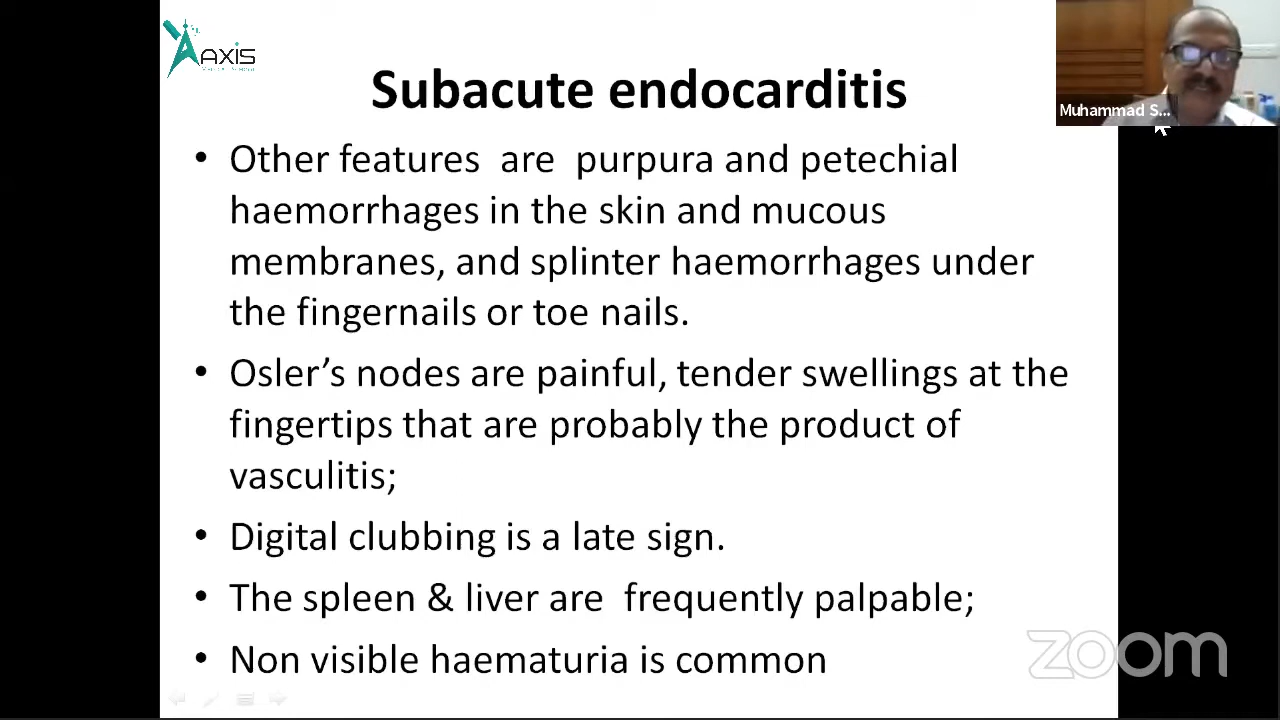 AXIS
Subacute endocarditis
Muhammad S...
• Other features are purpura and petechial
haemorrhages in the skin and mucous
membranes, and splinter haemorrhages under
the fingernails or toe nails.
• Osler’s nodes are painful, tender swellings at the
fingertips that are probably the product of
vasculitis;
• Digital clubbing is a late sign.
• The spleen & liver are frequently palpable;
• Non visible haematuria is common
zoom